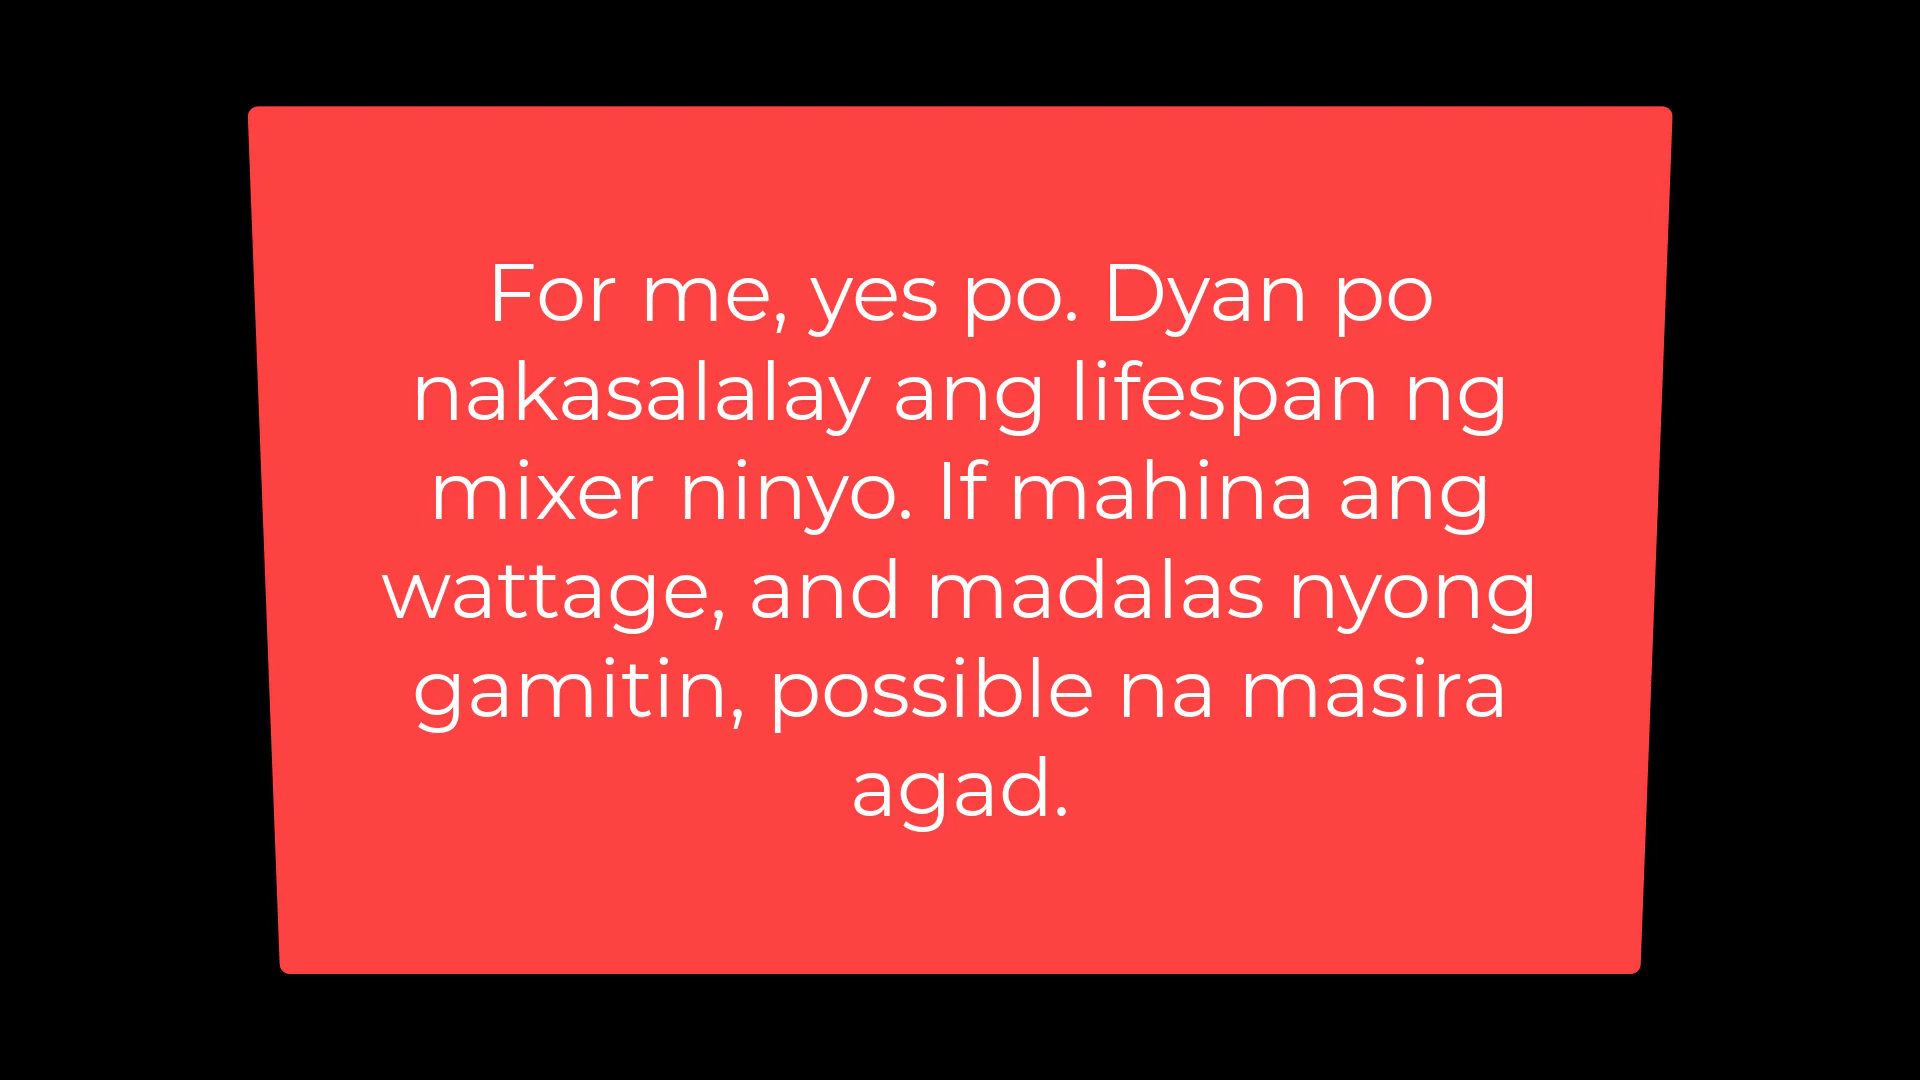 For me, yes po. Dyan po
nakasalalay ang lifespan ng
mixer ninyo. If mahina ang
wattage, and madalas nyong
gamitin, possible na masira
agad.